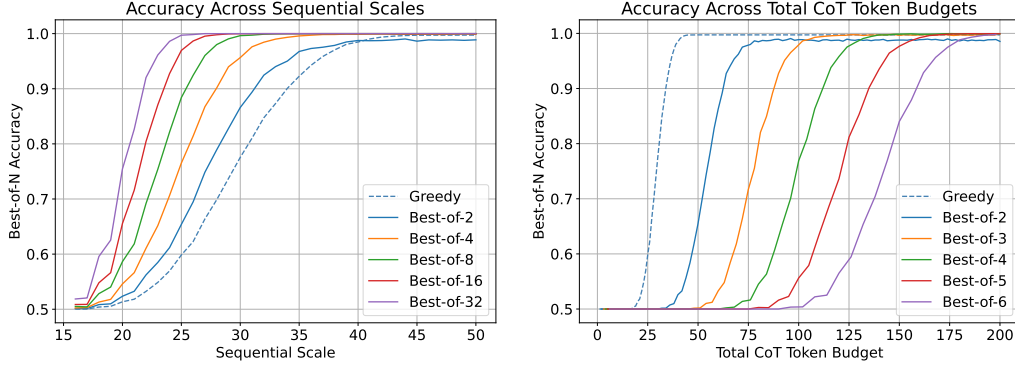 Accuracy Across Sequential Scales
Best-of-N Accuracy
1.0
0.9
0.8
0.7
0.6
0.5
15 20 25 30 35 40 45 50
Sequential Scale
Greedy
Best-of-2
Best-of-4
Best-of-8
Best-of-16
Best-of-32
Accuracy Across Total CoT Token Budgets
Best-of-N Accuracy
1.0
0.9
0.8
0.7
0.6
0.5
0 25 50 75 100 125 150 175 200
Total CoT Token Budget
Greedy
Best-of-2
Best-of-3
Best-of-4
Best-of-5
Best-of-6